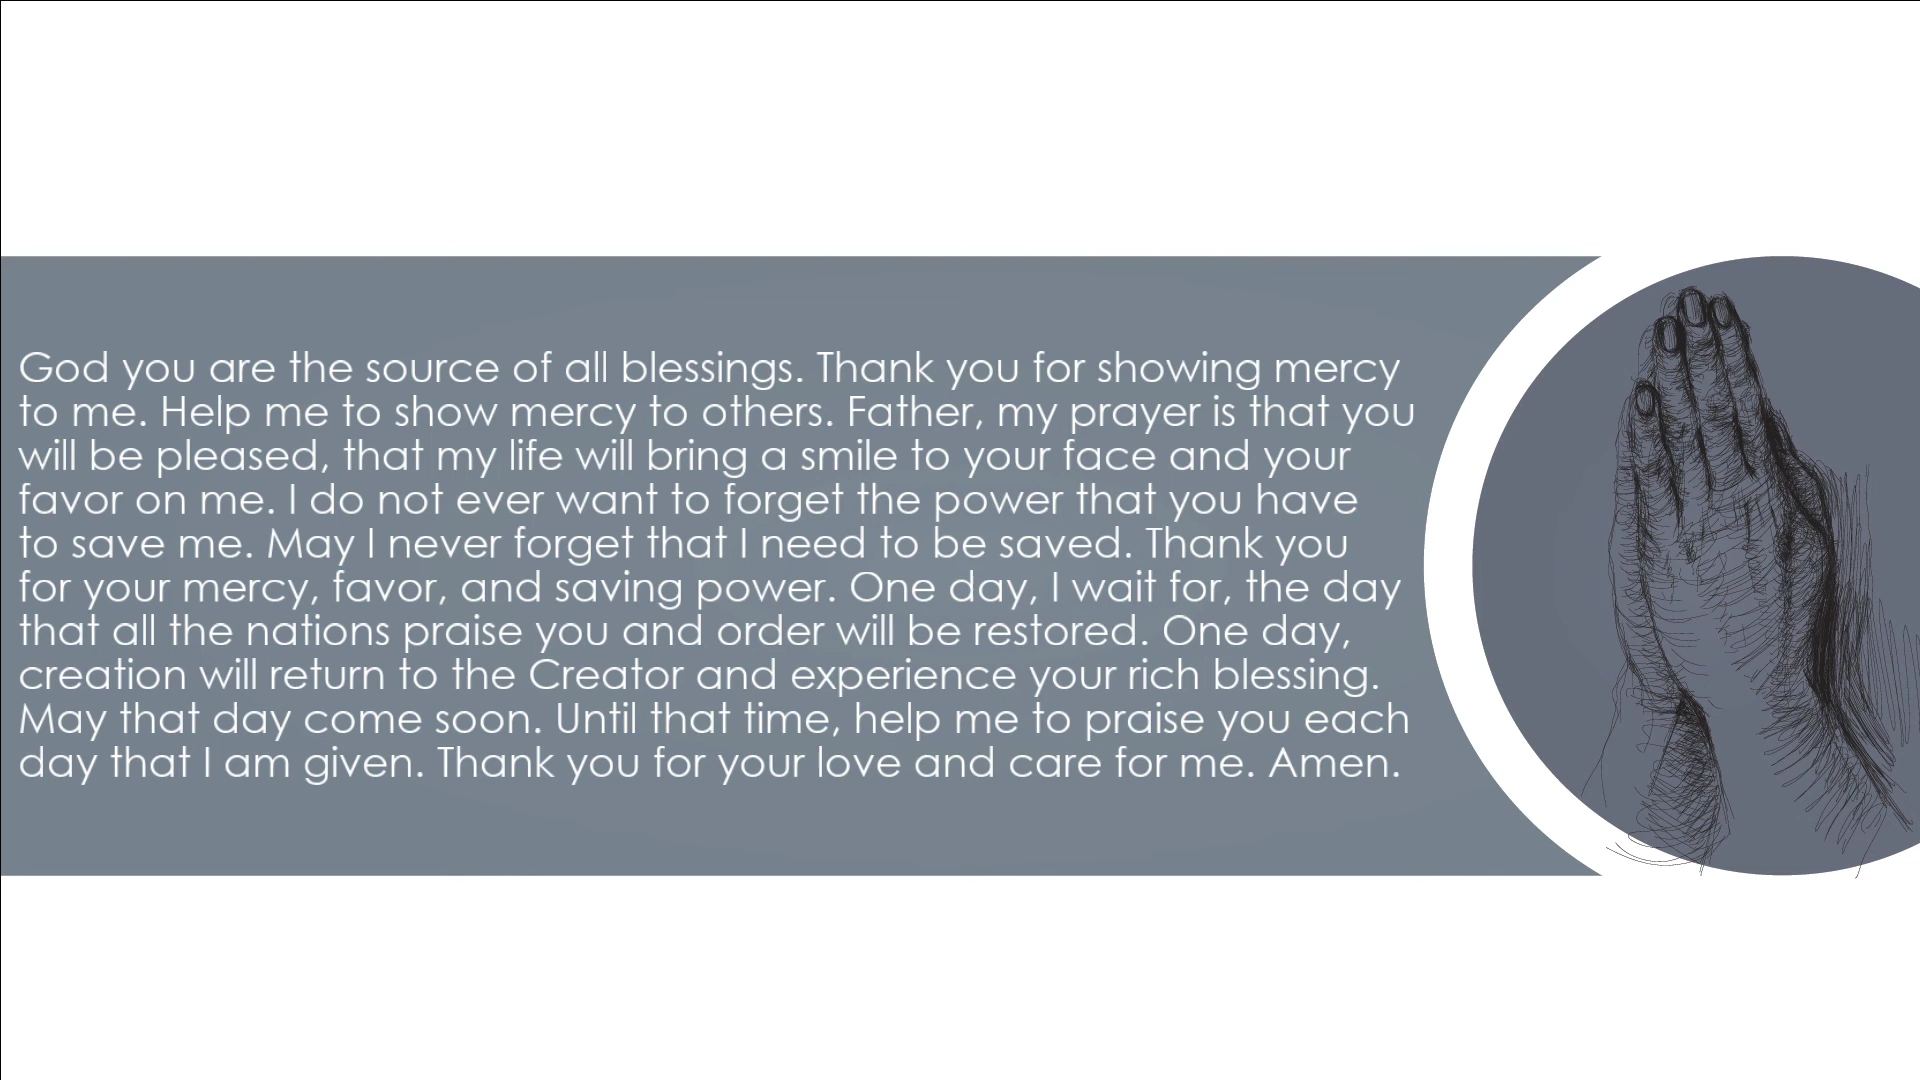 God you are the source of all blessings. Thank you for showing mercy
to me. Help me to show mercy to others. Father, my prayer is that you
will be pleased, that my life will bring a smile to your face and your
favor on me. I do not ever want to forget the power that you have
to save me. May I never forget that I need to be saved. Thank you
for your mercy, favor, and saving power. One day, I wait for, the day
that all the nations praise you and order will be restored. One day,
creation will return to the Creator and experience your rich blessing.
May that day come soon. Until that time, help me to praise you each
day that I am given. Thank you for your love and care for me. Amen.